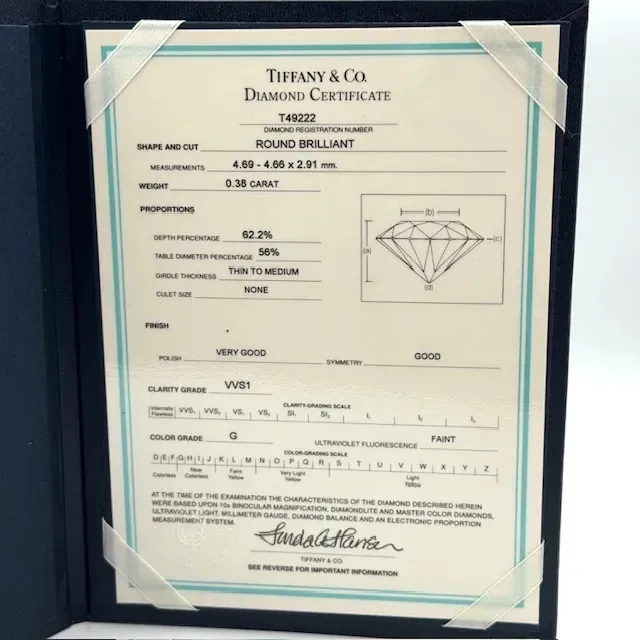 TIFFANY & CO.
DIAMOND CERTIFICATE
T49222
DIAMOND REGISTRATION NUMBER
SHAPE AND CUT ROUND BRILLIANT
MEASUREMENTS 4.69 - 4.66 x 2.91 mm.
WEIGHT 0.38 CARAT
PROPORTIONS
DEPTH PERCENTAGE 62.2%
TABLE DIAMETER PERCENTAGE 56%
GIRDLE THICKNESS THIN TO MEDIUM
CULET SIZE NONE
(b)
(a)
(c)
(d)
FINISH
POLISH VERY GOOD SYMMETRY GOOD
CLARITY GRADE VVS1
CLARITY-GRADING SCALE
Internally Flawless VVS₁ VVS₂ VS₁ VS₂ SI₁ SI₂ I₁ I₂ I₃
COLOR GRADE G ULTRAVIOLET FLUORESCENCE FAINT
COLOR-GRADING SCALE
D E F G H I J K L M N O P Q R S T U V W X Y Z
Colorless Near Colorless Faint Yellow Very Light Yellow Light Yellow
AT THE TIME OF THE EXAMINATION THE CHARACTERISTICS OF THE DIAMOND DESCRIBED HEREIN
WERE BASED UPON 10x BINOCULAR MAGNIFICATION, DIAMONDLITE AND MASTER COLOR DIAMONDS,
ULTRAVIOLET LIGHT, MILLIMETER GAUGE, DIAMOND BALANCE AND AN ELECTRONIC PROPORTION
MEASUREMENT SYSTEM.
TIFFANY & CO.
SEE REVERSE FOR IMPORTANT INFORMATION